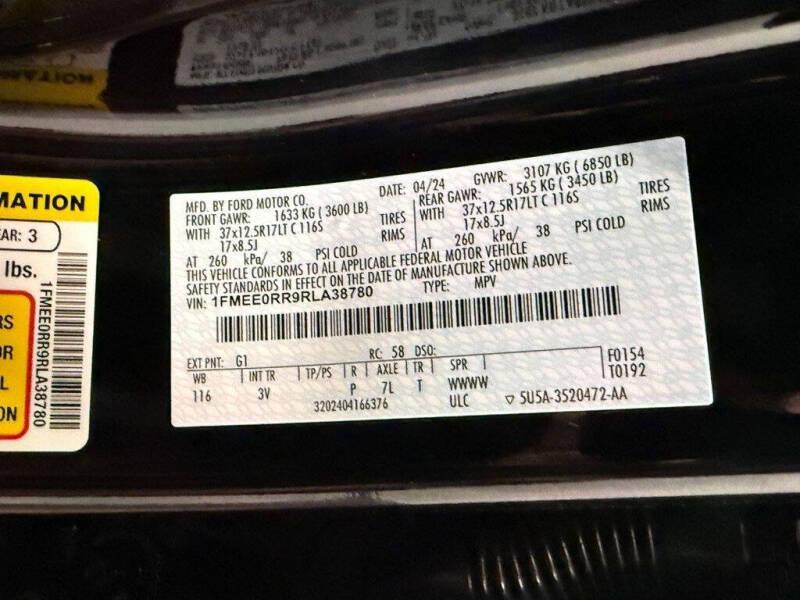 MFD. BY FORD MOTOR CO.
DATE: 04/24 GVWR: 3107 KG ( 6850 LB)
FRONT GAWR: 1633 KG ( 3600 LB) REAR GAWR: 1565 KG ( 3450 LB)
WITH 37x12.5R17LT C 116S TIRES WITH 37x12.5R17LT C 116S TIRES
17x8.5J RIMS 17x8.5J RIMS
AT 260 kPa/ 38 PSI COLD AT 260 kPa/ 38 PSI COLD
THIS VEHICLE CONFORMS TO ALL APPLICABLE FEDERAL MOTOR VEHICLE
SAFETY STANDARDS IN EFFECT ON THE DATE OF MANUFACTURE SHOWN ABOVE.
VIN: 1FMEE0RR9RLA38780 TYPE: MPV
EXT PNT: G1 RC: 58 DSO: F0154
WB INT TR TP/PS R AXLE TR SPR T0192
116 3V P 7L T WWWW
3202404166376 ULC ▽ 5U5A-3520472-AA
MATION
EAR: 3
lbs.
RS
OR
L
ON
1FMEE0RR9RLA38780